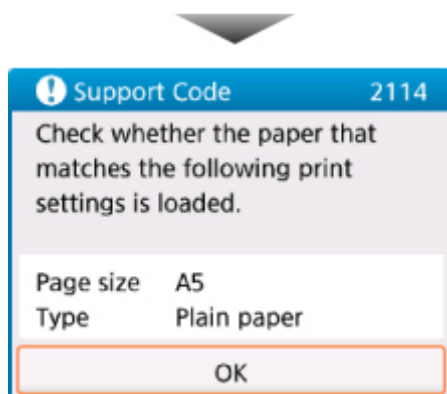 Support Code 2114
Check whether the paper that
matches the following print
settings is loaded.
Page size A5
Type Plain paper
OK